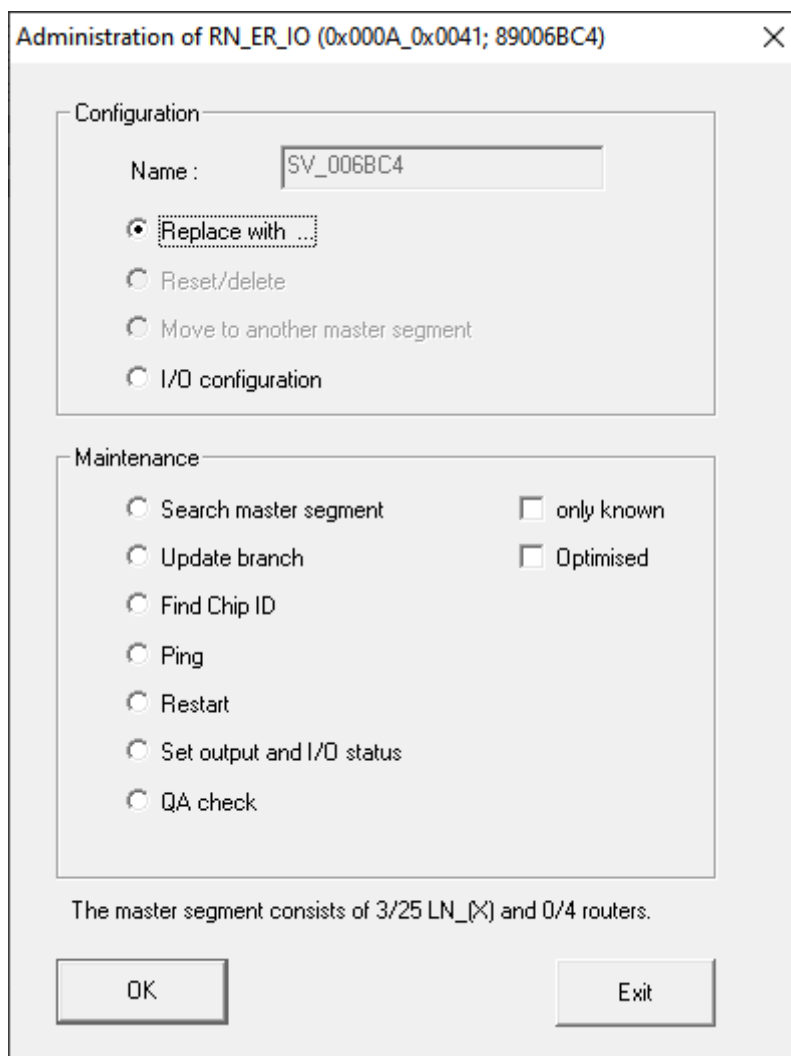 Administration of RN_ER_IO (0x000A_0x0041; 89006BC4)
Configuration
Name :
SV_006BC4
Replace with ...
Reset/delete
Move to another master segment
I/O configuration
Maintenance
Search master segment
only known
Update branch
Optimised
Find Chip ID
Ping
Restart
Set output and I/O status
QA check
The master segment consists of 3/25 LN_(X) and 0/4 routers.
OK
Exit